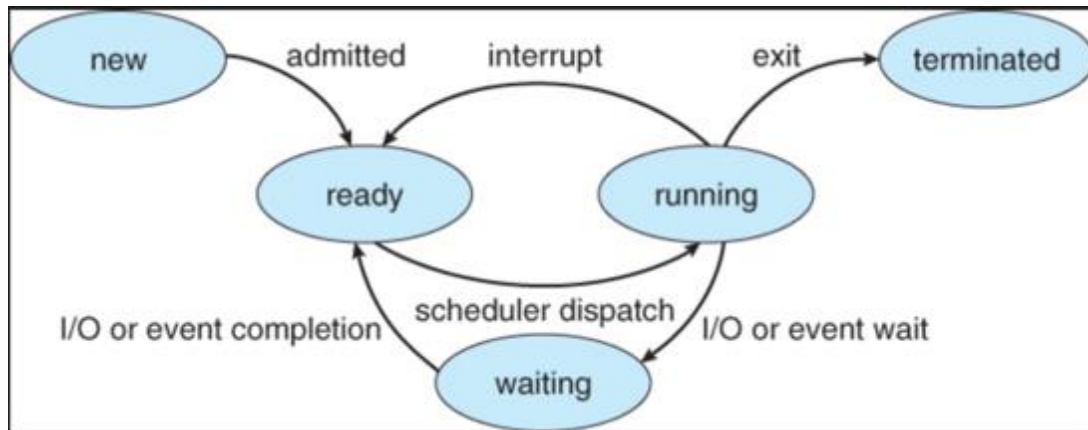 new
admitted
interrupt
exit
terminated
ready
running
scheduler dispatch
I/O or event completion
I/O or event wait
waiting